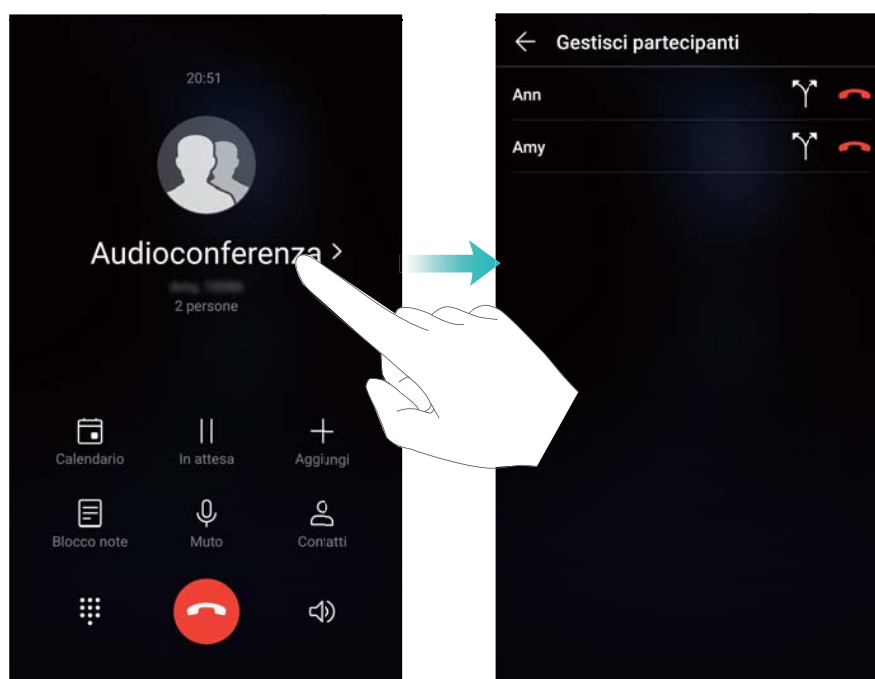 20:51
Audioconferenza >
2 persone
Calendario
In attesa
Aggiungi
Blocco note
Muto
Contatti
Gestisci partecipanti
Ann
Amy